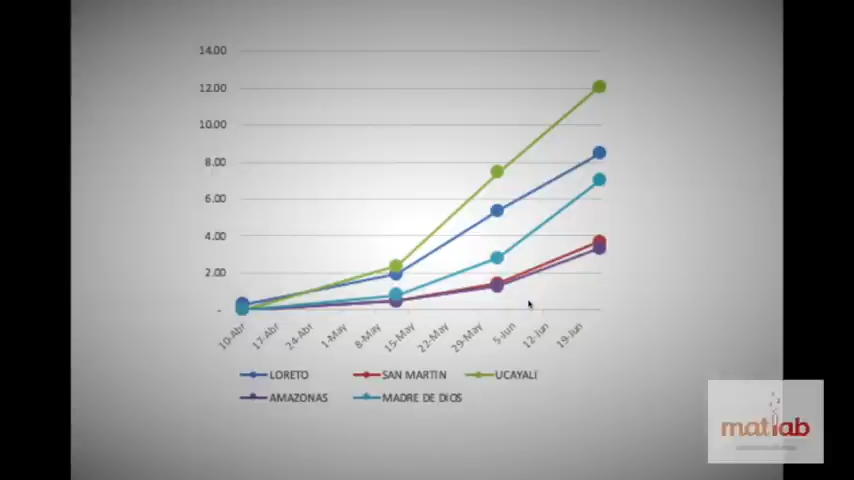 14.00
12.00
10.00
8.00
6.00
4.00
2.00
-
10-Abr 17-Abr 24-Abr 1-May 8-May 15-May 22-May 29-May 5-Jun 12-Jun 19-Jun
LORETO SAN MARTIN UCAYALI
AMAZONAS MADRE DE DIOS
matlab